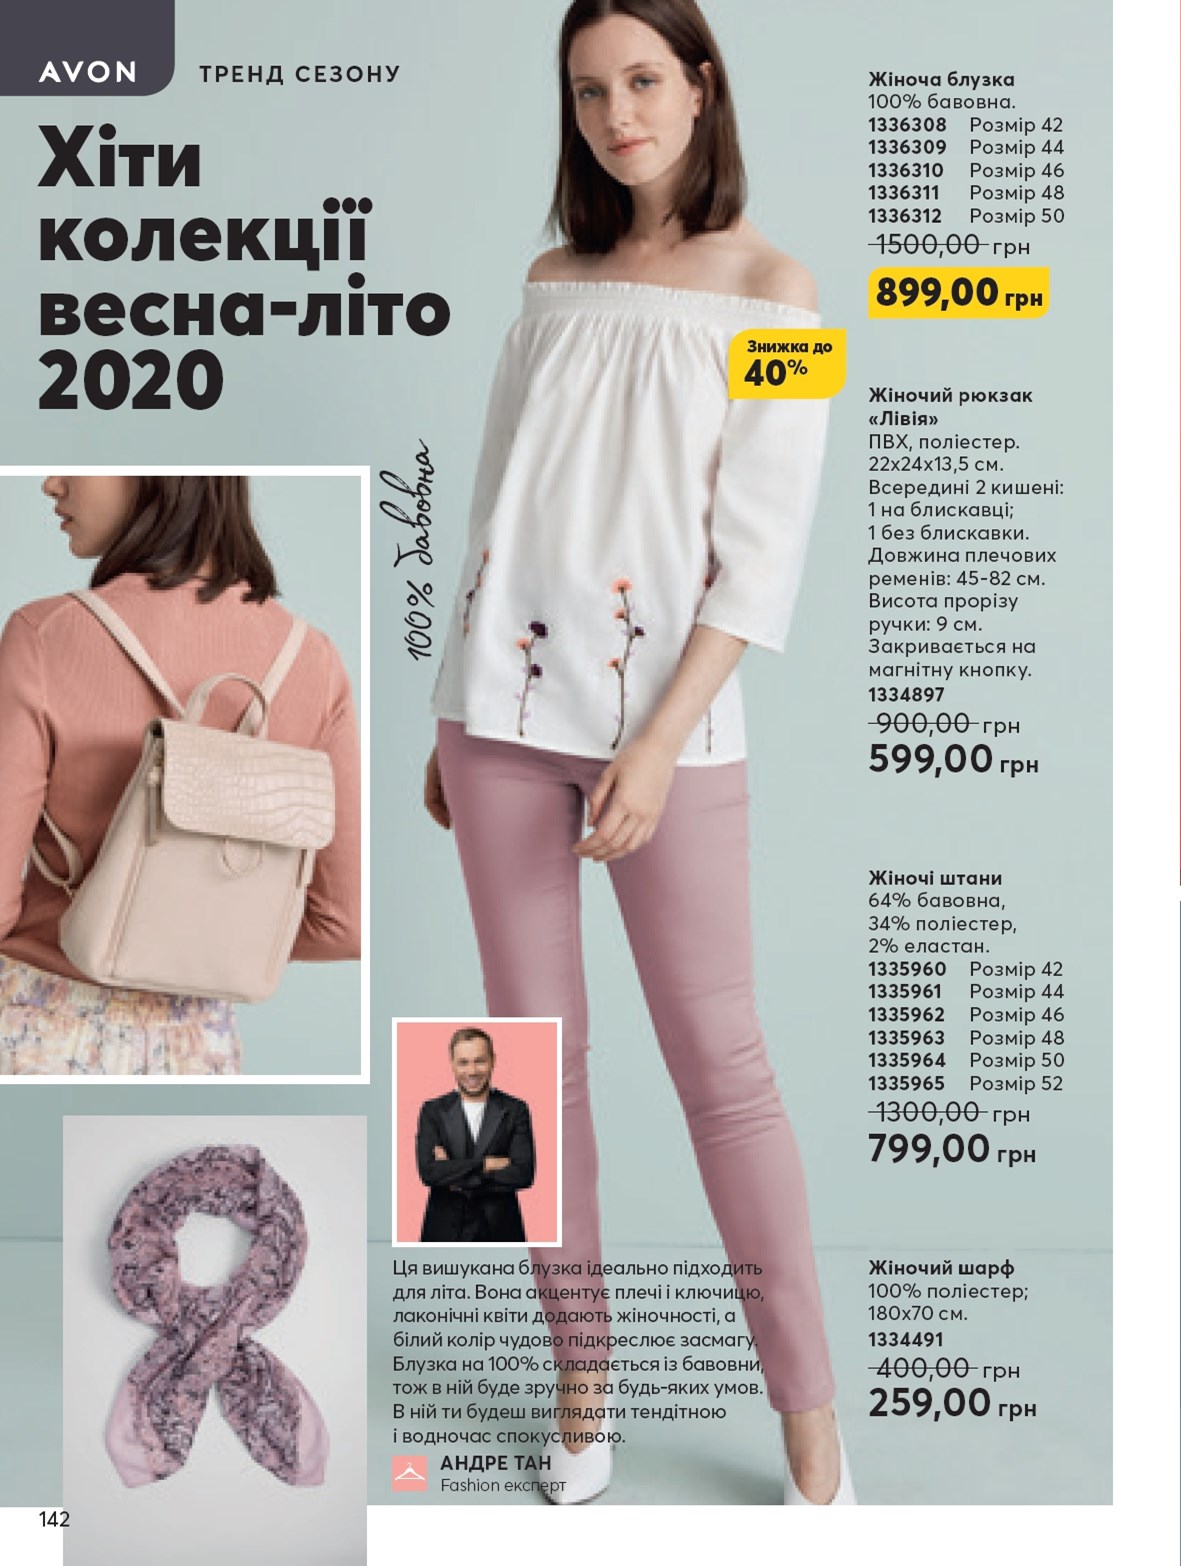 AVON
ТРЕНД СЕЗОНУ
Хіти
колекції
весна-літо
2020
100% бавовна
Знижка до
40%
Жіноча блузка
100% бавовна.
1336308 Розмір 42
1336309 Розмір 44
1336310 Розмір 46
1336311 Розмір 48
1336312 Розмір 50
1500,00 грн
899,00 грн
Жіночий рюкзак
«Лівія»
ПВХ, поліестер.
22х24х13,5 см.
Всередині 2 кишені:
1 на блискавці;
1 без блискавки.
Довжина плечових
ременів: 45-82 см.
Висота прорізу
ручки: 9 см.
Закривається на
магнітну кнопку.
1334897
900,00 грн
599,00 грн
Жіночі штани
64% бавовна,
34% поліестер,
2% еластан.
1335960 Розмір 42
1335961 Розмір 44
1335962 Розмір 46
1335963 Розмір 48
1335964 Розмір 50
1335965 Розмір 52
1300,00 грн
799,00 грн
Жіночий шарф
100% поліестер;
180х70 см.
1334491
400,00 грн
259,00 грн
Ця вишукана блузка ідеально підходить
для літа. Вона акцентує плечі і ключицю,
лаконічні квіти додають жіночності, а
білий колір чудово підкреслює засмагу.
Блузка на 100% складається із бавовни,
тож в ній буде зручно за будь-яких умов.
В ній ти будеш виглядати тендітною
і водночас спокусливою.
АНДРЕ ТАН
Fashion експерт
142